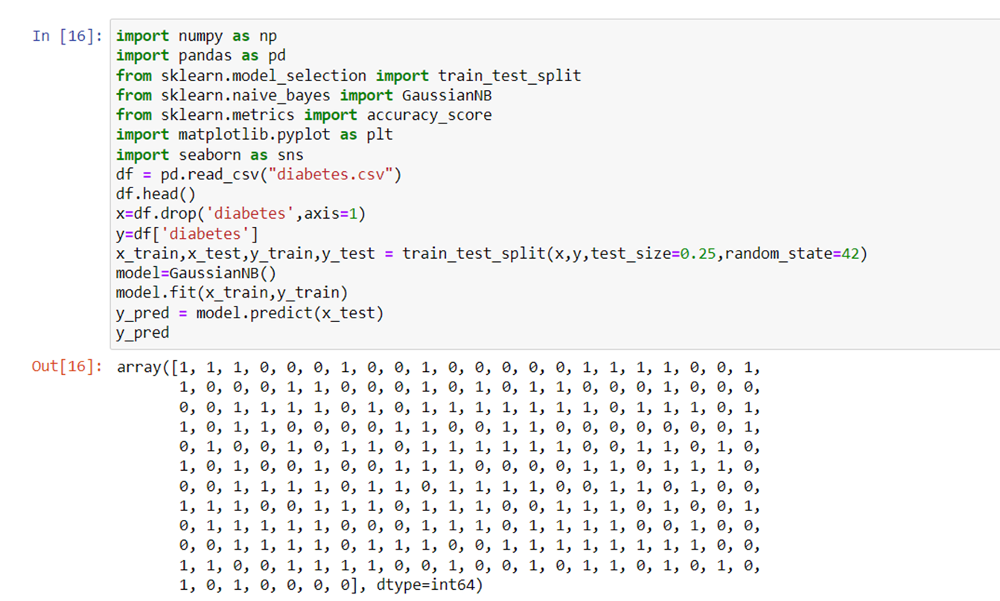 In [16]: import numpy as np
import pandas as pd
from sklearn.model_selection import train_test_split
from sklearn.naive_bayes import GaussianNB
from sklearn.metrics import accuracy_score
import matplotlib.pyplot as plt
import seaborn as sns
df = pd.read_csv("diabetes.csv")
df.head()
x=df.drop('diabetes',axis=1)
y=df['diabetes']
x_train,x_test,y_train,y_test = train_test_split(x,y,test_size=0.25,random_state=42)
model=GaussianNB()
model.fit(x_train,y_train)
y_pred = model.predict(x_test)
y_pred
Out[16]: array([1, 1, 1, 0, 0, 0, 1, 0, 0, 1, 0, 0, 0, 0, 0, 1, 1, 1, 1, 0, 0, 1,
1, 0, 0, 0, 1, 1, 0, 0, 0, 1, 0, 1, 0, 1, 1, 0, 0, 0, 1, 0, 0, 0,
0, 0, 1, 1, 1, 1, 0, 1, 0, 1, 1, 1, 1, 1, 1, 1, 0, 1, 1, 1, 0, 1,
1, 0, 1, 1, 0, 0, 0, 0, 1, 1, 0, 0, 1, 1, 0, 0, 0, 0, 0, 0, 0, 1,
0, 1, 0, 0, 1, 0, 1, 1, 0, 1, 1, 1, 1, 1, 1, 0, 0, 1, 1, 0, 1, 0,
1, 0, 1, 0, 0, 1, 0, 0, 1, 1, 1, 0, 0, 0, 0, 1, 1, 0, 1, 1, 1, 0,
0, 0, 1, 1, 1, 1, 0, 1, 1, 0, 1, 1, 1, 1, 0, 0, 1, 1, 0, 1, 0, 0,
1, 1, 1, 0, 0, 1, 1, 1, 0, 1, 1, 1, 0, 0, 1, 1, 1, 0, 1, 0, 0, 1,
0, 1, 1, 1, 1, 1, 0, 0, 0, 1, 1, 1, 0, 1, 1, 1, 1, 0, 0, 1, 0, 0,
0, 0, 1, 1, 1, 1, 0, 1, 1, 1, 0, 0, 1, 1, 1, 1, 1, 1, 1, 1, 0, 0,
1, 1, 0, 0, 1, 1, 1, 1, 0, 0, 1, 0, 0, 1, 0, 1, 1, 0, 1, 0, 1, 0,
1, 0, 1, 0, 0, 0, 0], dtype=int64)